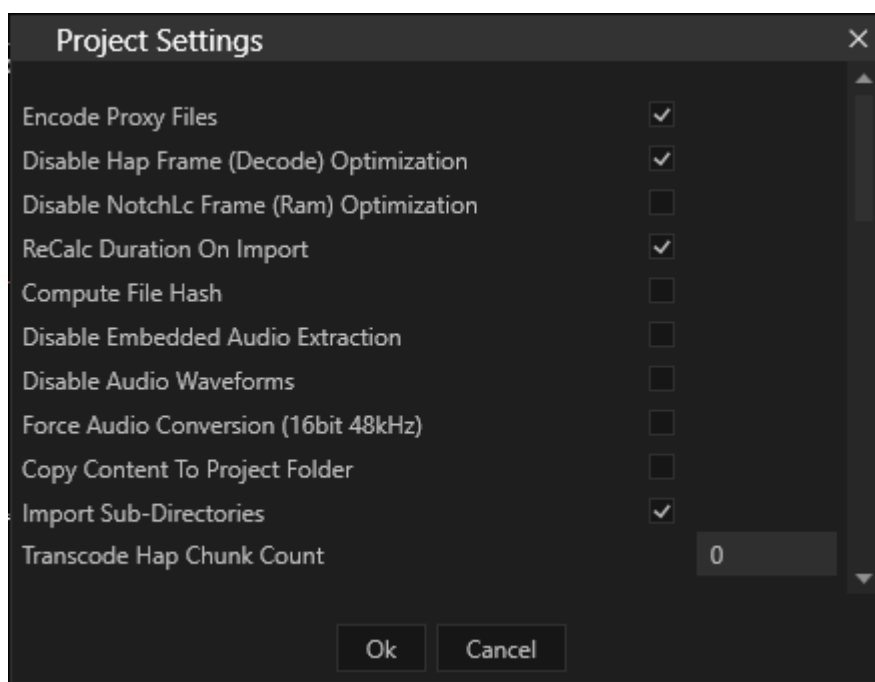 Project Settings
Encode Proxy Files
Disable Hap Frame (Decode) Optimization
Disable NotchLc Frame (Ram) Optimization
ReCalc Duration On Import
Compute File Hash
Disable Embedded Audio Extraction
Disable Audio Waveforms
Force Audio Conversion (16bit 48kHz)
Copy Content To Project Folder
Import Sub-Directories
Transcode Hap Chunk Count 0
Ok Cancel